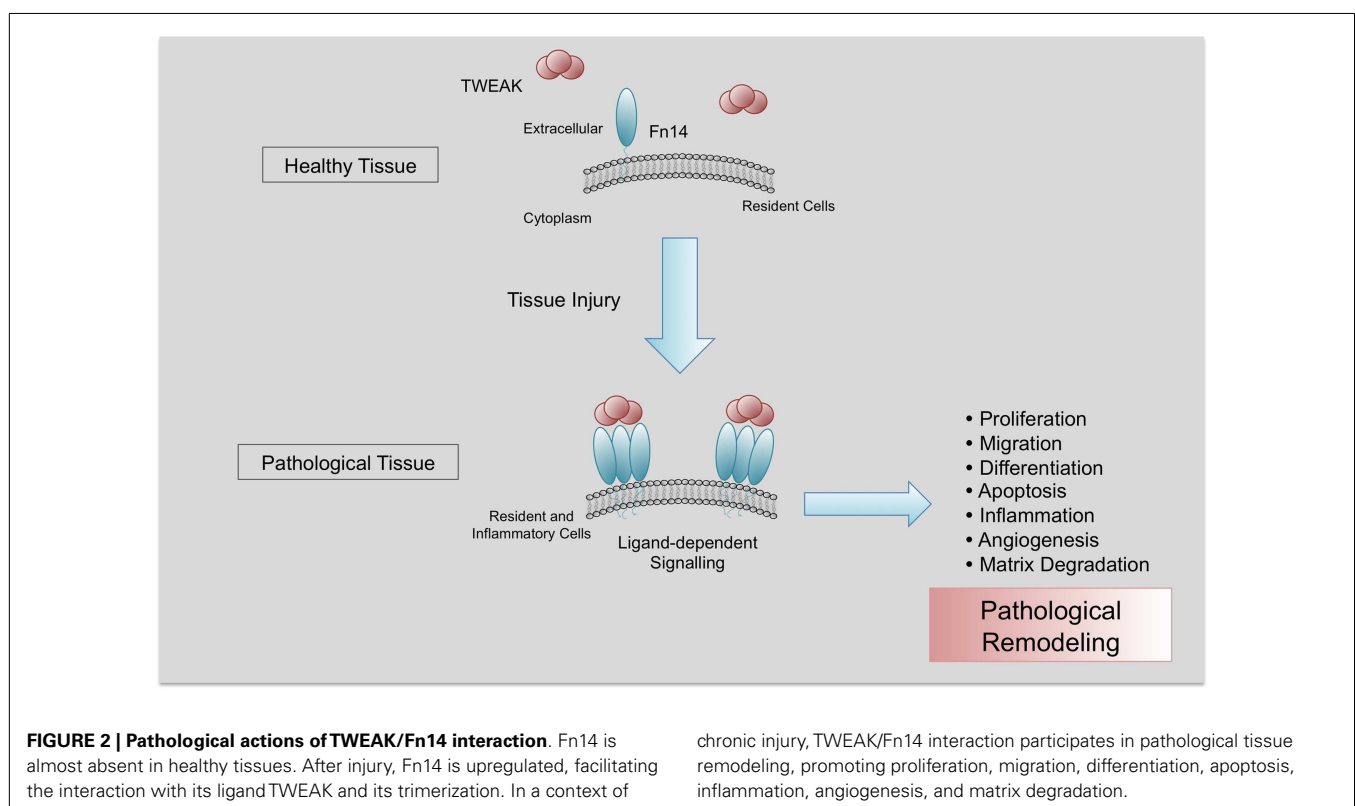 TWEAK
Extracellular
Fn14
Healthy Tissue
Cytoplasm
Resident Cells
Tissue Injury
Pathological Tissue
Resident and
Inflammatory Cells
Ligand-dependent
Signalling
• Proliferation
• Migration
• Differentiation
• Apoptosis
• Inflammation
• Angiogenesis
• Matrix Degradation
Pathological
Remodeling
FIGURE 2 | Pathological actions of TWEAK/Fn14 interaction. Fn14 is
almost absent in healthy tissues. After injury, Fn14 is upregulated, facilitating
the interaction with its ligand TWEAK and its trimerization. In a context of
chronic injury, TWEAK/Fn14 interaction participates in pathological tissue
remodeling, promoting proliferation, migration, differentiation, apoptosis,
inflammation, angiogenesis, and matrix degradation.